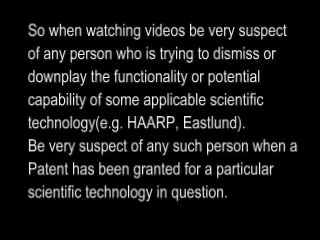 So when watching videos be very suspect
of any person who is trying to dismiss or
downplay the functionality or potential
capability of some applicable scientific
technology(e.g. HAARP, Eastlund).
Be very suspect of any such person when a
Patent has been granted for a particular
scientific technology in question.